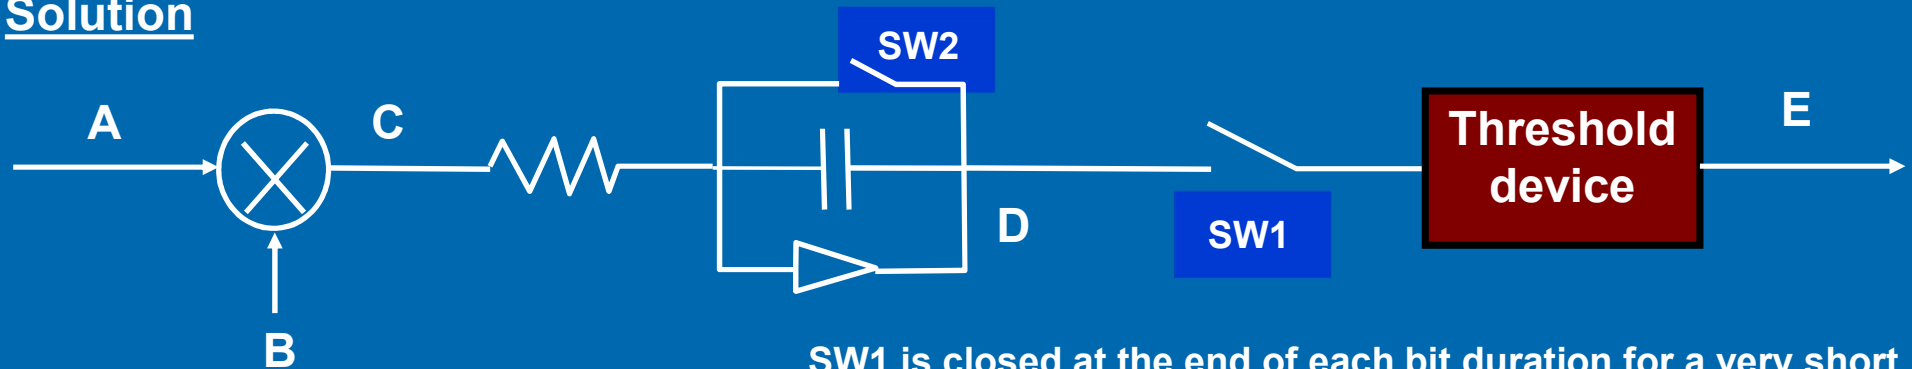 Solution
SW2
A
C
Threshold
device
E
D
SW1
B
SW1 is closed at the end of each bit duration for a very short